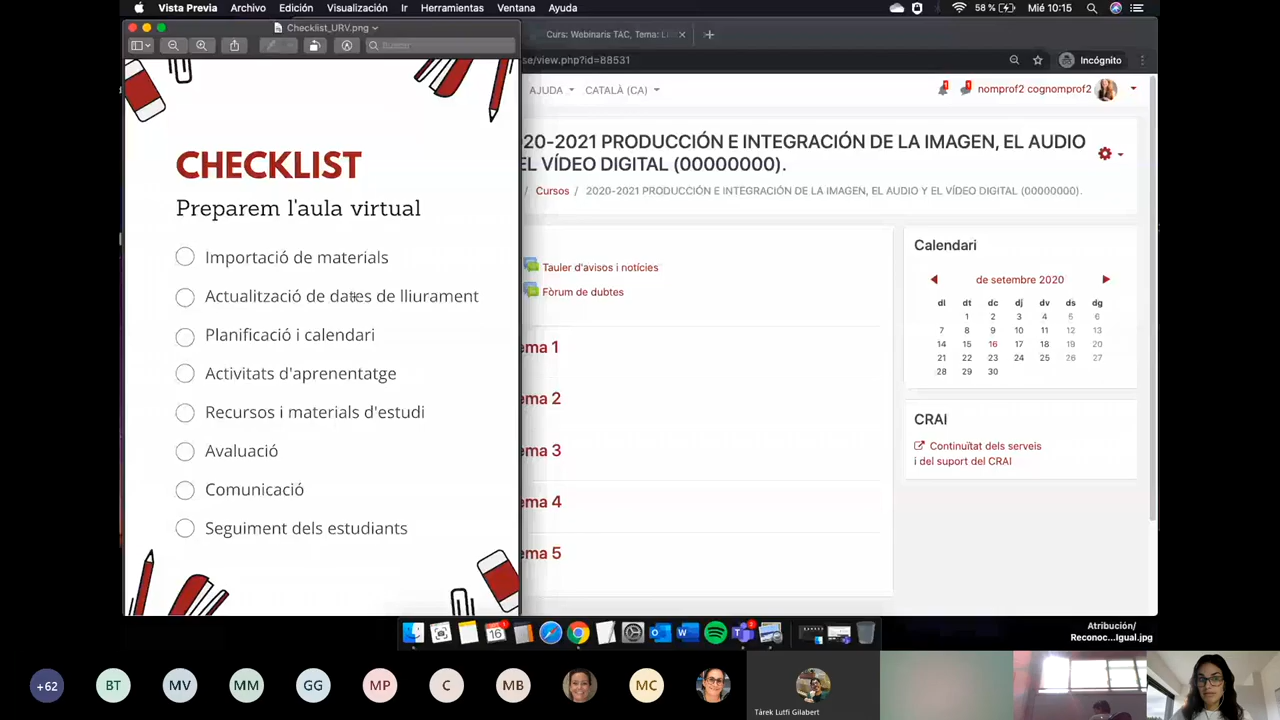 Vista Previa Archivo Edición Visualización Ir Herramientas Ventana Ayuda
58 % Mié 10:15
Checklist_URV.png
Buscar
CHECKLIST
Preparem l'aula virtual
Importació de materials
Actualització de dates de lliurament
Planificació i calendari
Activitats d'aprenentatge
Recursos i materials d'estudi
Avaluació
Comunicació
Seguiment dels estudiants
Curs: Webinaris TAC, Tema:
se/view.php?id=88531
Incógnito
AJUDA CATALÀ (CA)
nomprof2 cognomprof2
20-2021 PRODUCCIÓN E INTEGRACIÓN DE LA IMAGEN, EL AUDIO
EL VÍDEO DIGITAL (00000000).
/ Cursos / 2020-2021 PRODUCCIÓN E INTEGRACIÓN DE LA IMAGEN, EL AUDIO Y EL VÍDEO DIGITAL (00000000).
Tauler d'avisos i notícies
Fòrum de dubtes
ema 1
ema 2
ema 3
ema 4
ema 5
Calendari
de setembre 2020
dl dt dc dj dv ds dg
1 2 3 4 5 6
7 8 9 10 11 12 13
14 15 16 17 18 19 20
21 22 23 24 25 26 27
28 29 30
CRAI
Continuïtat dels serveis
i del suport del CRAI
Atribución/
Reconoc...Igual.jpg
+62 BT MV MM GG MP C MB MC
Tárek Lutfi Gilabert